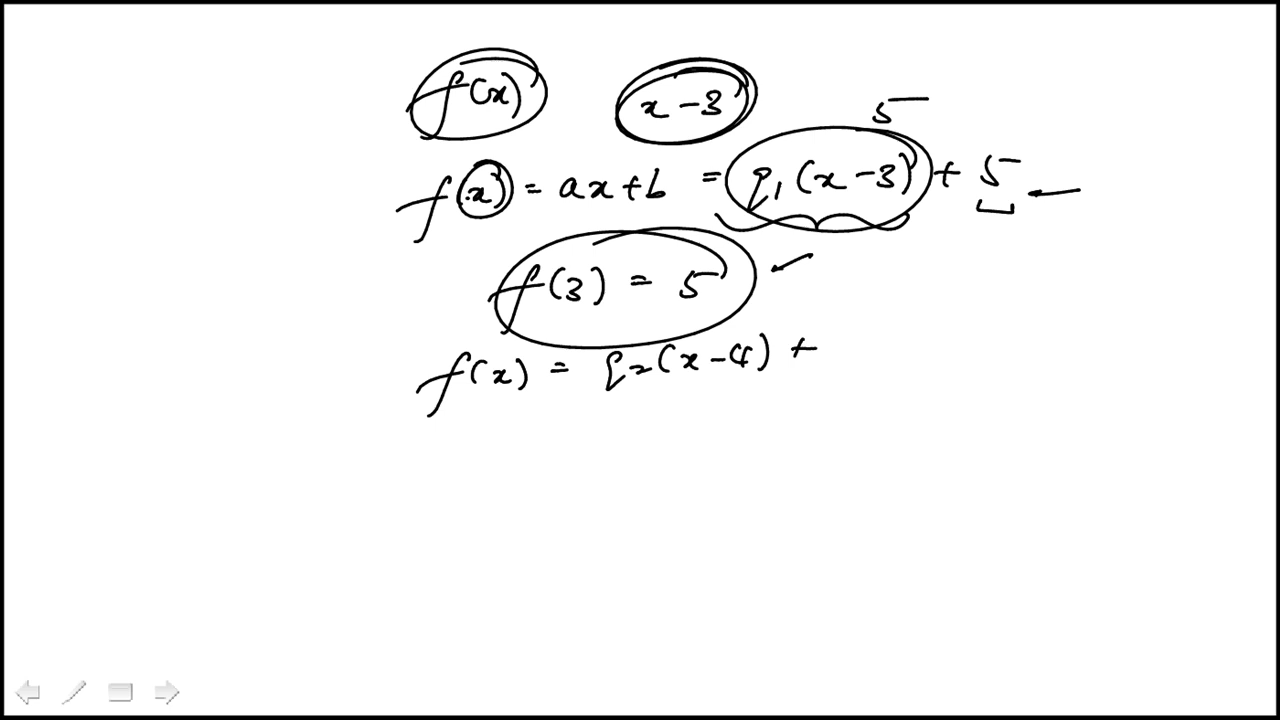 f(x) x-3
5
f(x) = ax+b = q₁(x-3) + 5
f(3) = 5
f(x) = q₂(x-4) +